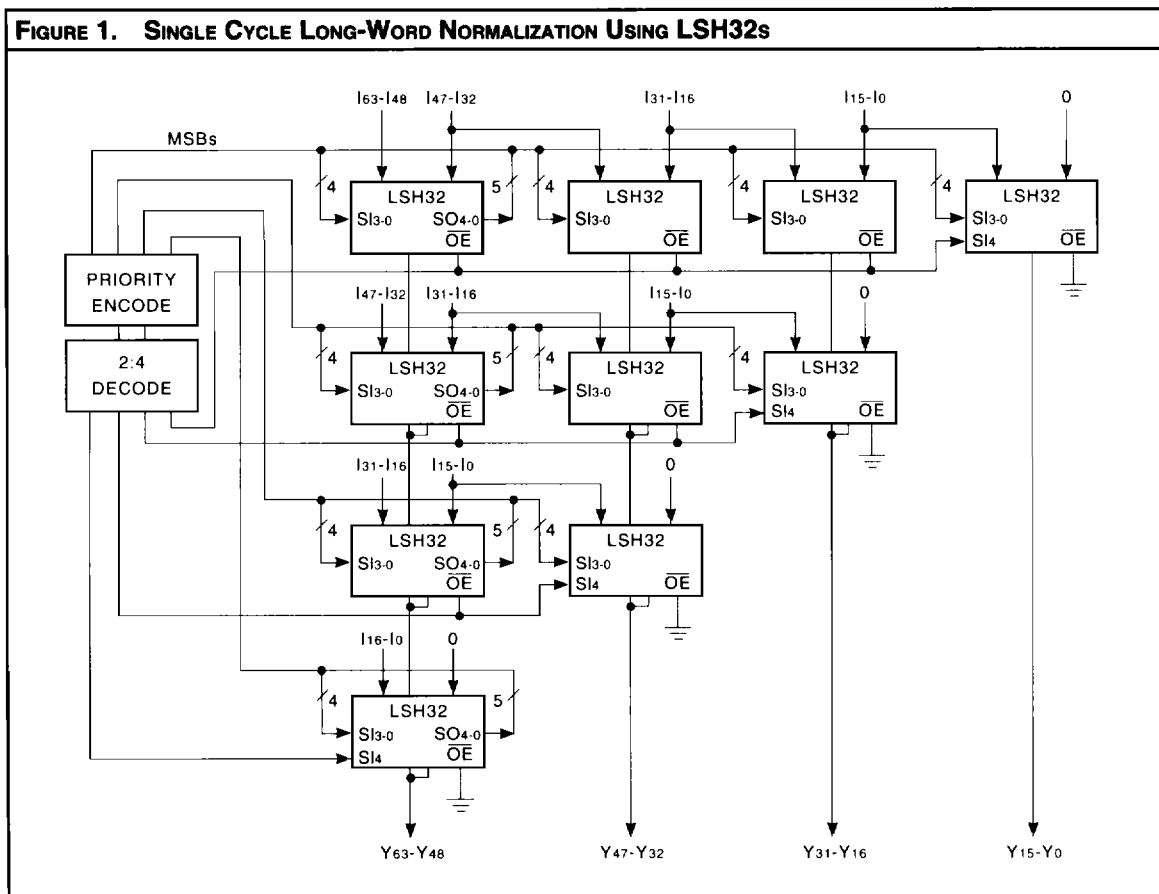 FIGURE 1. SINGLE CYCLE LONG-WORD NORMALIZATION USING LSH32S
I63-I48 I47-I32 I31-I16 I15-I0 0
MSBs
4 5 4 4 4
LSH32 LSH32 LSH32 LSH32
SI3-0 SO4-0 SI3-0 SI3-0 SI3-0
OE OE OE SI4 OE
PRIORITY
ENCODE
I47-I32 I31-I16 I15-I0 0
4 5 4 4
2:4
DECODE
LSH32 LSH32 LSH32
SI3-0 SO4-0 SI3-0 SI3-0
OE OE SI4 OE
I31-I16 I15-I0 0
4 5 4
LSH32 LSH32
SI3-0 SO4-0 SI3-0
OE SI4 OE
I16-I0 0
4 5
LSH32
SI3-0 SO4-0
SI4 OE
Y63-Y48 Y47-Y32 Y31-Y16 Y15-Y0